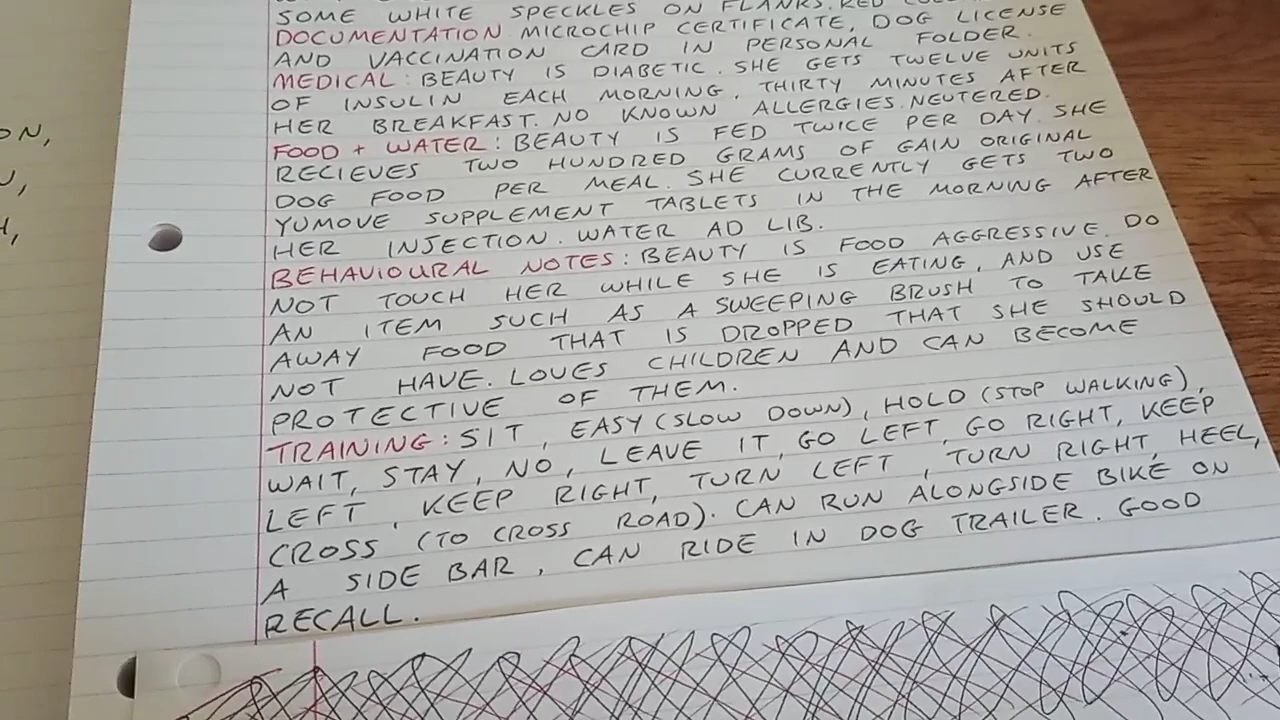 SOME WHITE SPECKLES ON FLANKS. RED
DOCUMENTATION MICROCHIP CERTIFICATE, DOG LICENSE
AND VACCINATION CARD IN PERSONAL FOLDER.
MEDICAL: BEAUTY IS DIABETIC. SHE GETS TWELVE UNITS
OF INSULIN EACH MORNING, THIRTY MINUTES AFTER
HER BREAKFAST. NO KNOWN ALLERGIES. NEUTERED.
FOOD + WATER: BEAUTY IS FED TWICE PER DAY. SHE
RECIEVES TWO HUNDRED GRAMS OF GAIN ORIGINAL
DOG FOOD PER MEAL. SHE CURRENTLY GETS TWO
YUMOVE SUPPLEMENT TABLETS IN THE MORNING AFTER
HER INJECTION. WATER AD LIB.
BEHAVIOURAL NOTES: BEAUTY IS FOOD AGGRESSIVE. DO
NOT TOUCH HER WHILE SHE IS EATING, AND USE
AN ITEM SUCH AS A SWEEPING BRUSH TO TAKE
AWAY FOOD THAT IS DROPPED THAT SHE SHOULD
NOT HAVE. LOVES CHILDREN AND CAN BECOME
PROTECTIVE OF THEM.
TRAINING: SIT, EASY (SLOW DOWN), HOLD (STOP WALKING),
WAIT, STAY, NO, LEAVE IT, GO LEFT, GO RIGHT, KEEP
LEFT, KEEP RIGHT, TURN LEFT, TURN RIGHT, HEEL,
CROSS (TO CROSS ROAD). CAN RUN ALONGSIDE BIKE ON
A SIDE BAR, CAN RIDE IN DOG TRAILER. GOOD
RECALL.